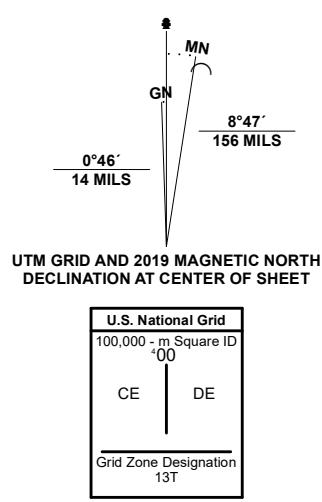 MN
GN
8°47´
156 MILS
0°46´
14 MILS
UTM GRID AND 2019 MAGNETIC NORTH
DECLINATION AT CENTER OF SHEET
U.S. National Grid
100,000 - m Square ID
⁴00
CE DE
Grid Zone Designation
13T